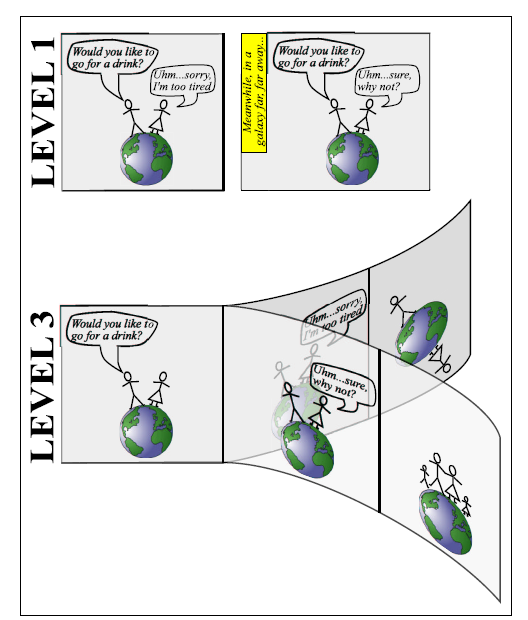 LEVEL 1
Would you like to
go for a drink?
Uhm...sorry,
I'm too tired
Meanwhile, in a
galaxy far, far away...
Would you like to
go for a drink?
Uhm...sure,
why not?
LEVEL 3
Would you like to
go for a drink?
Uhm...sorry,
I'm too tired
Uhm...sure,
why not?